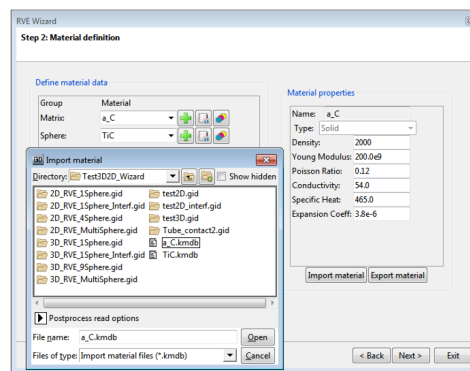 RVE Wizard
Step 2: Material definition
Define material data
Group Material
Matrix: a_C
Sphere: TiC
Import material
Directory: Test3D2D_Wizard Show hidden
2D_RVE_1Sphere.gid test2D.gid
2D_RVE_1Sphere_Interf.gid test2D_interf.gid
2D_RVE_4Sphere.gid test3D.gid
2D_RVE_MultiSphere.gid Tube_contact2.gid
3D_RVE_1Sphere.gid a_C.kmdb
3D_RVE_1Sphere_Interf.gid TiC.kmdb
3D_RVE_9Sphere.gid
3D_RVE_MultiSphere.gid
Postprocess read options
File name: a_C.kmdb Open
Files of type: Import material files (*.kmdb) Cancel
Material properties
Name: a_C
Type: Solid
Density: 2000
Young Modulus: 200.0e9
Poisson Ratio: 0.12
Conductivity: 54.0
Specific Heat: 465.0
Expansion Coeff: 3.8e-6
Import material Export material
< Back Next > Exit